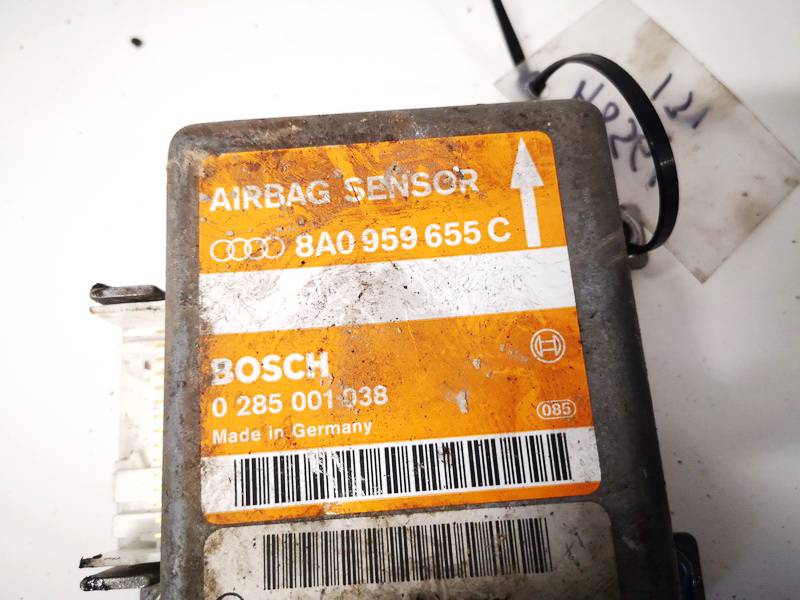 AIRBAG SENSOR
8A0 959 655 C
BOSCH
0 285 001 038
085
Made in Germany